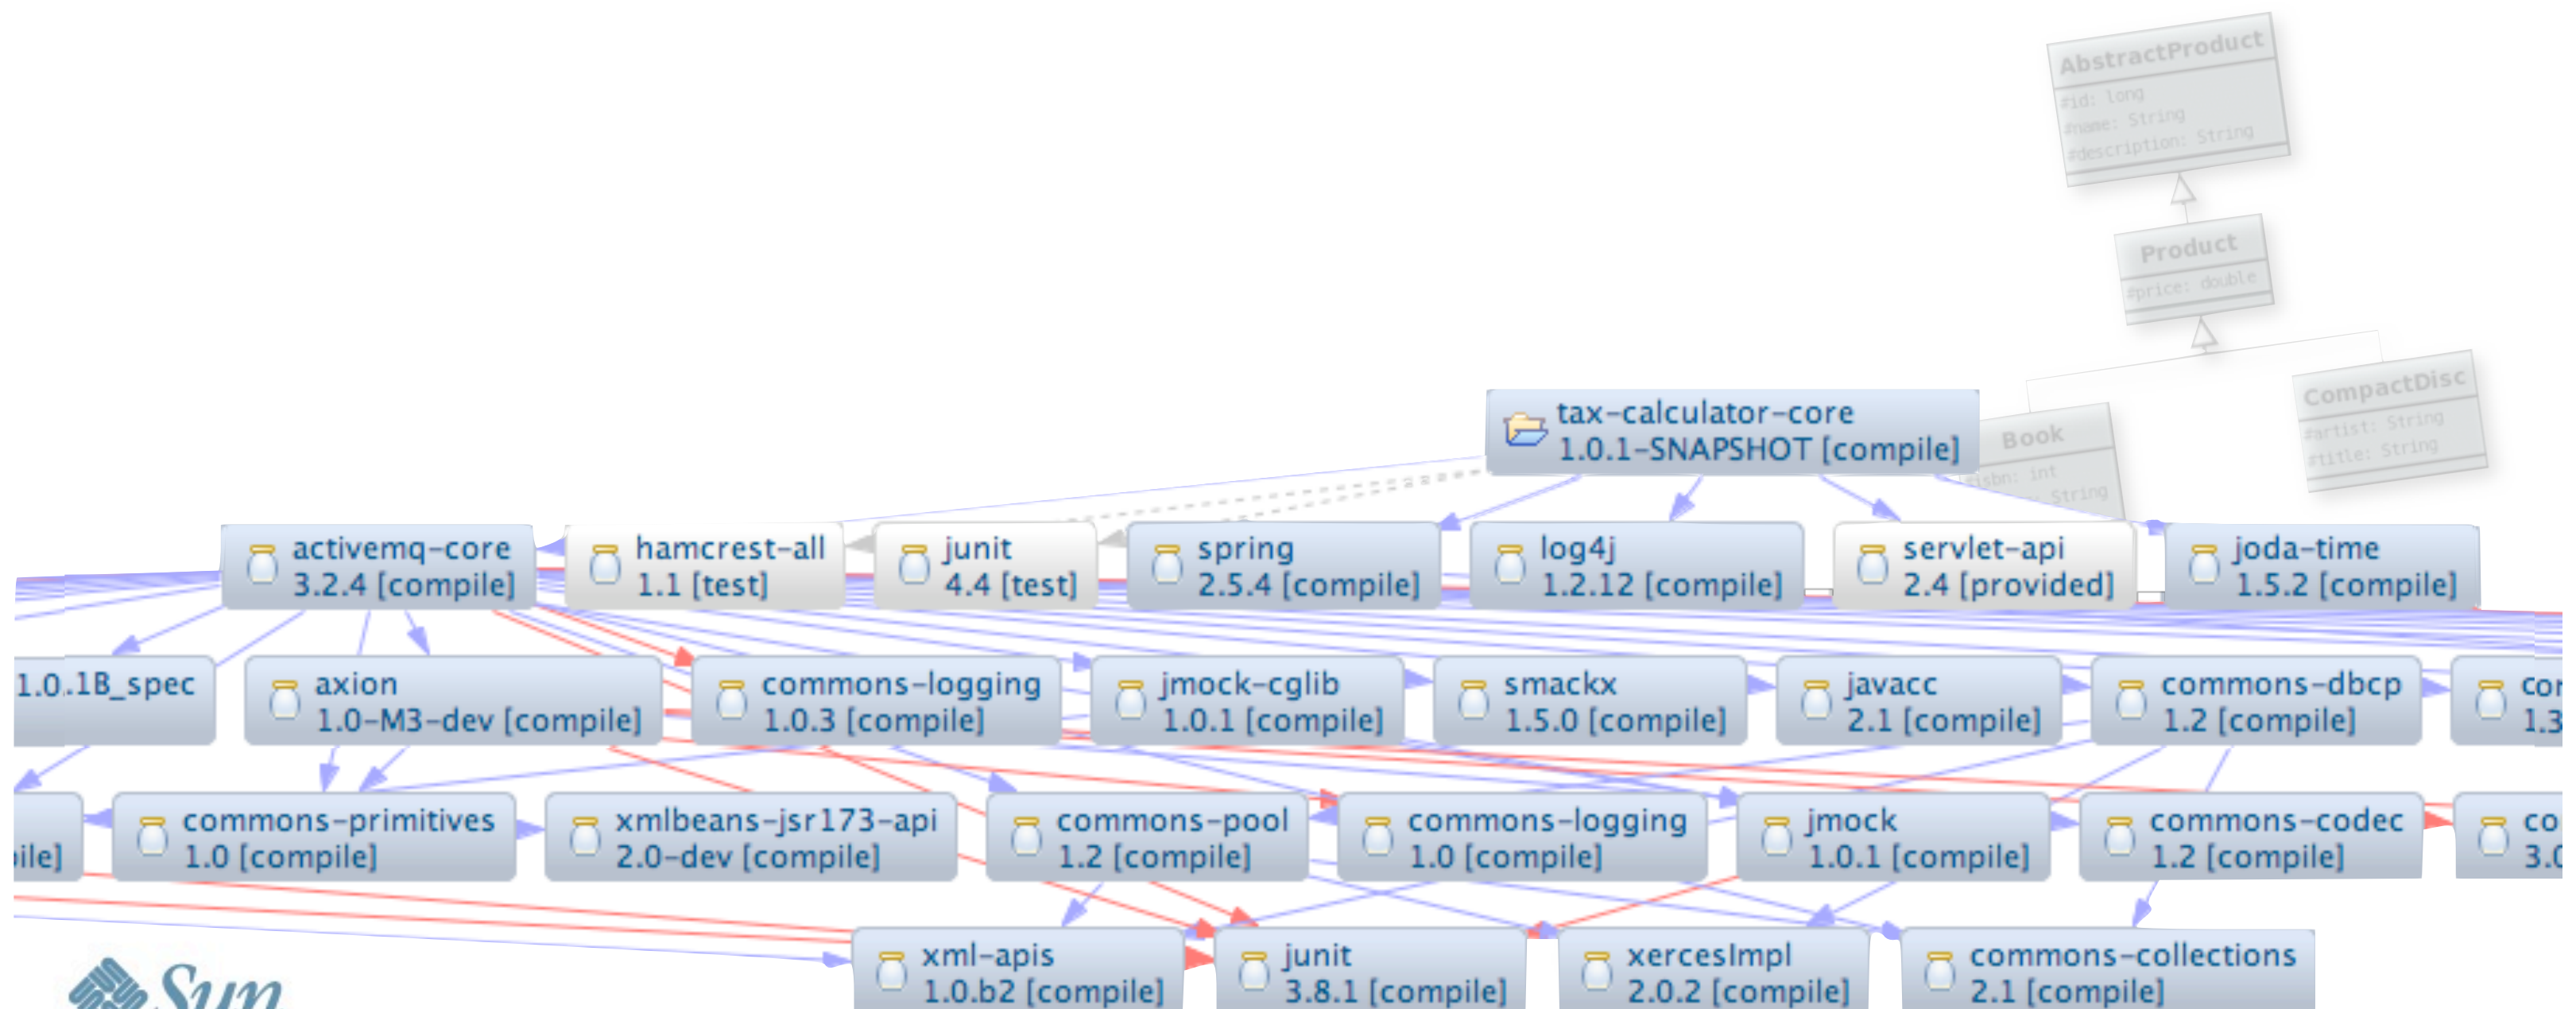 AbstractProduct
#id: long
#name: String
#description: String
Product
#price: double
CompactDisc
#artist: String
#title: String
Book
#isbn: int
String
tax-calculator-core
1.0.1-SNAPSHOT [compile]
activemq-core
3.2.4 [compile]
hamcrest-all
1.1 [test]
junit
4.4 [test]
spring
2.5.4 [compile]
log4j
1.2.12 [compile]
servlet-api
2.4 [provided]
joda-time
1.5.2 [compile]
1.0.1B_spec
axion
1.0-M3-dev [compile]
commons-logging
1.0.3 [compile]
jmock-cglib
1.0.1 [compile]
smackx
1.5.0 [compile]
javacc
2.1 [compile]
commons-dbcp
1.2 [compile]
1.3
commons-primitives
1.0 [compile]
xmlbeans-jsr173-api
2.0-dev [compile]
commons-pool
1.2 [compile]
commons-logging
1.0 [compile]
jmock
1.0.1 [compile]
commons-codec
1.2 [compile]
co
xml-apis
1.0.b2 [compile]
junit
3.8.1 [compile]
xercesImpl
2.0.2 [compile]
commons-collections
2.1 [compile]
Sun